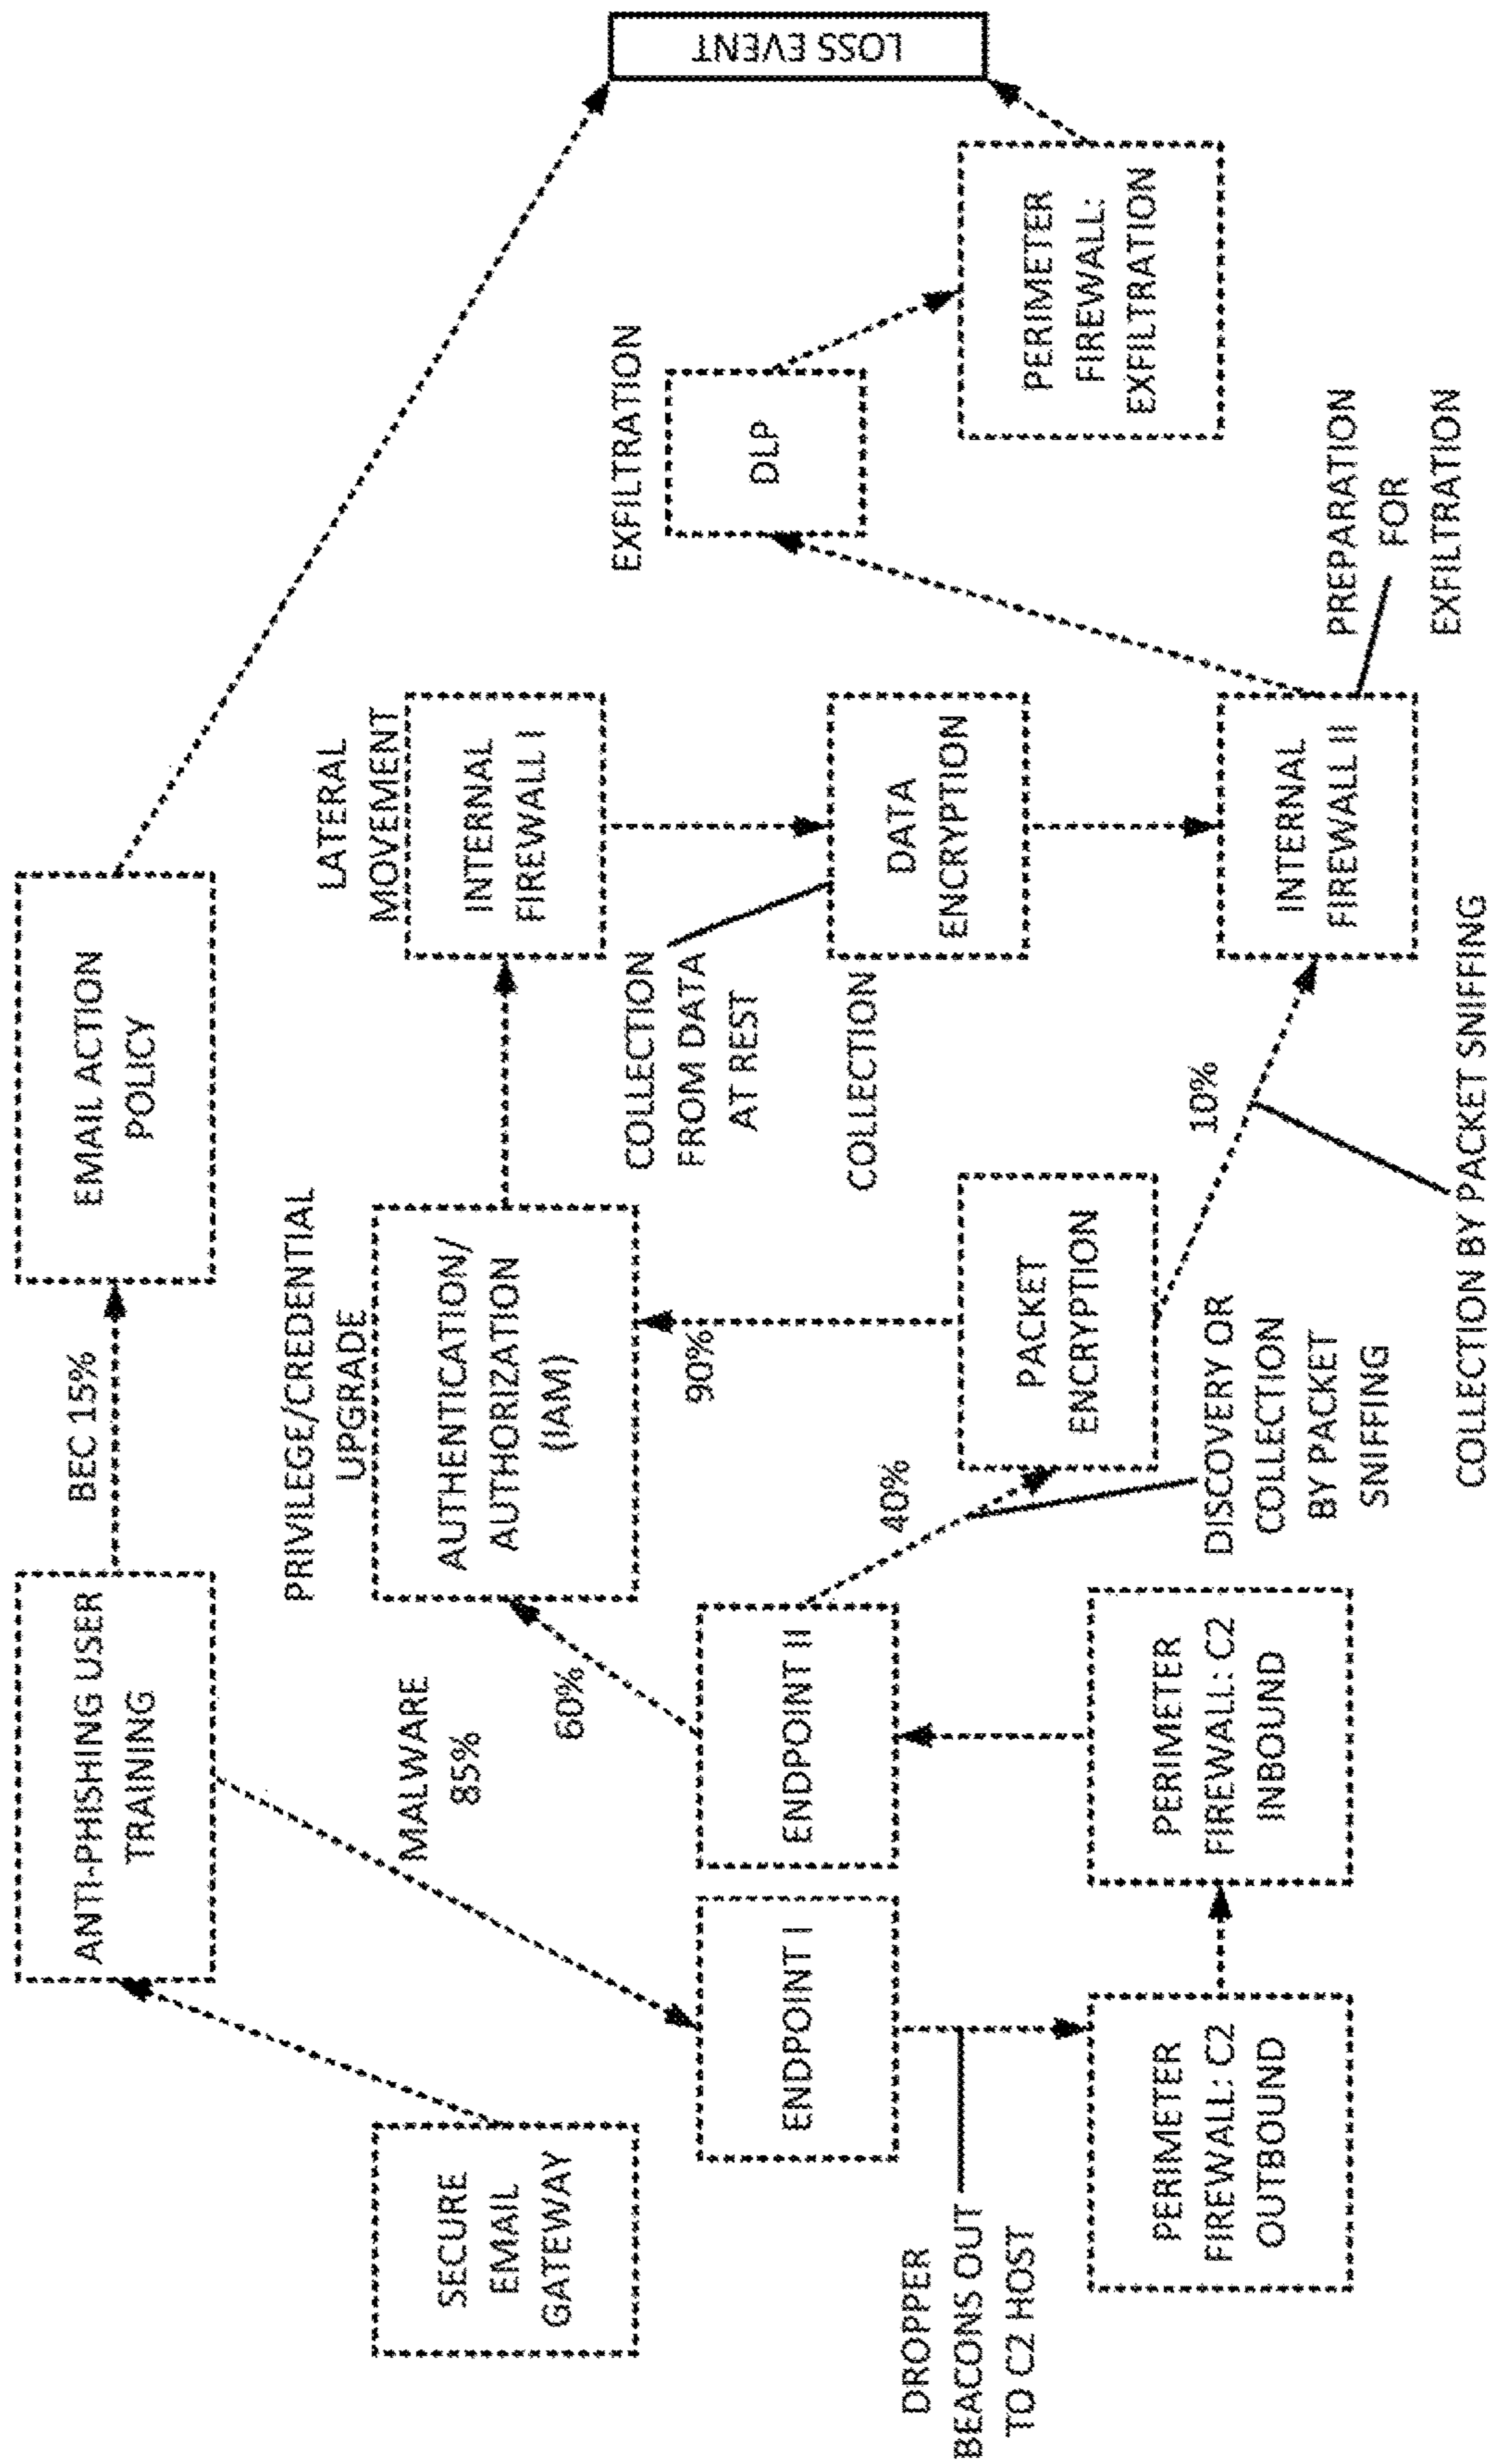 SECURE
EMAIL
GATEWAY
ANTI-PHISHING USER
TRAINING
BEC 15%
EMAIL ACTION
POLICY
LOSS EVENT
MALWARE
85%
ENDPOINT I
DROPPER
BEACONS OUT
TO C2 HOST
PERIMETER
FIREWALL: C2
OUTBOUND
PERIMETER
FIREWALL: C2
INBOUND
ENDPOINT II
60%
40%
PRIVILEGE/CREDENTIAL
UPGRADE
AUTHENTICATION/
AUTHORIZATION
(IAM)
90%
PACKET
ENCRYPTION
DISCOVERY OR
COLLECTION
BY PACKET
SNIFFING
10%
COLLECTION BY PACKET SNIFFING
LATERAL
MOVEMENT
INTERNAL
FIREWALL I
COLLECTION
FROM DATA
AT REST
COLLECTION
DATA
ENCRYPTION
INTERNAL
FIREWALL II
PREPARATION
FOR
EXFILTRATION
EXFILTRATION
DLP
PERIMETER
FIREWALL:
EXFILTRATION